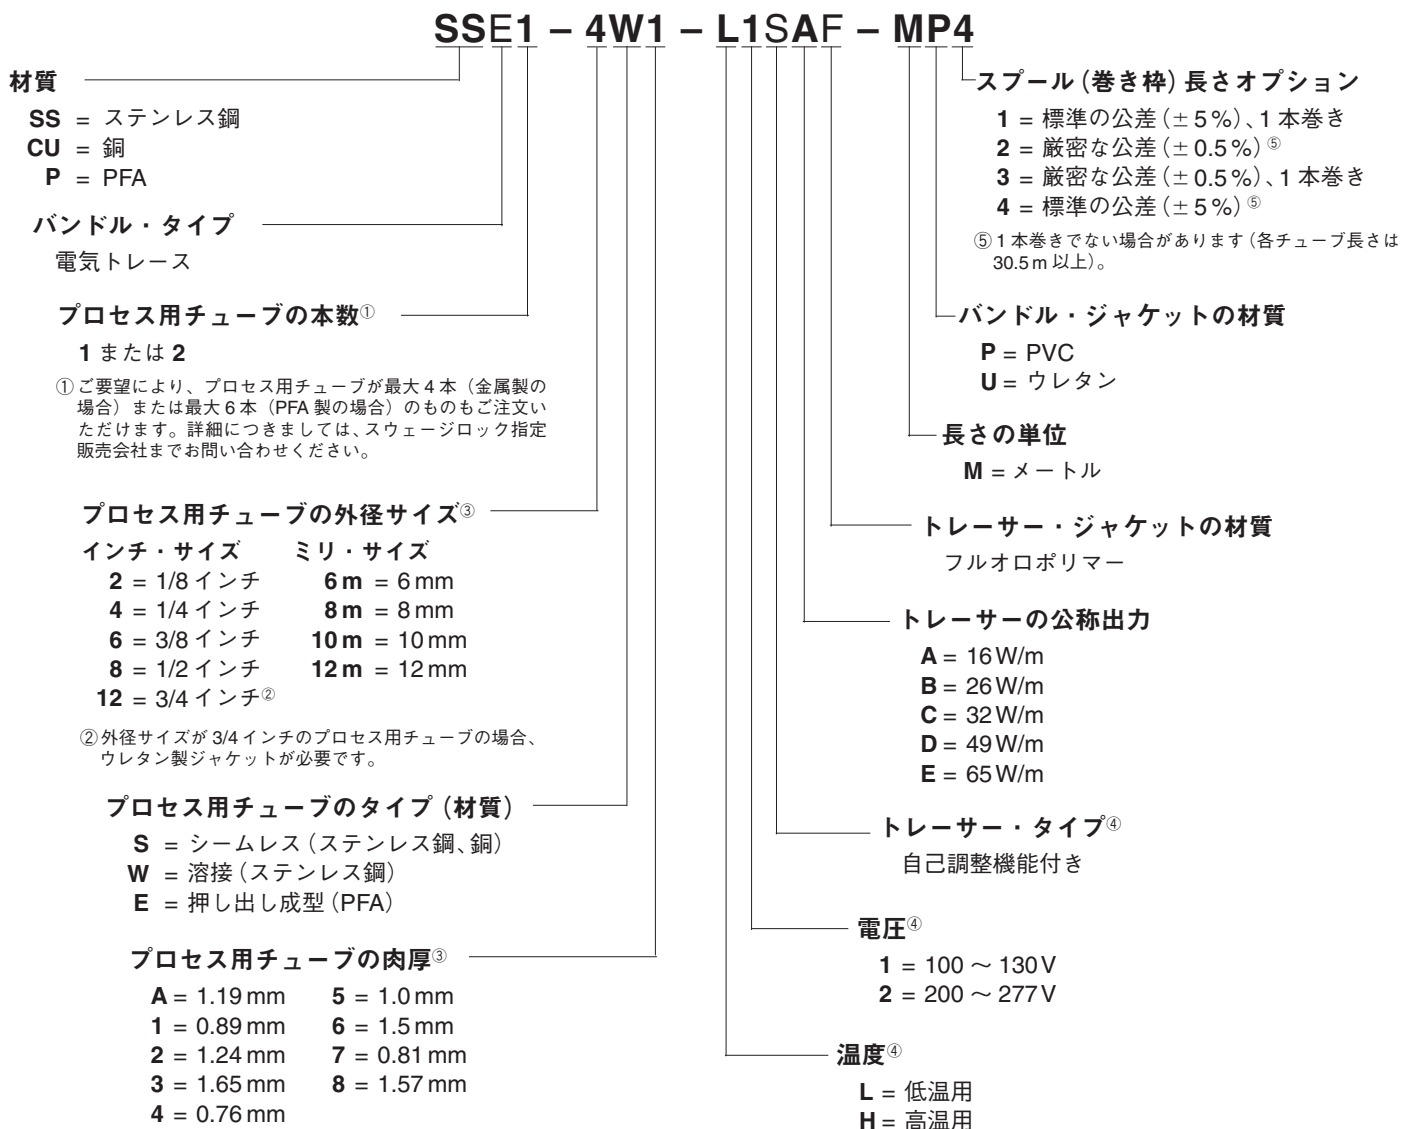 SSE1 – 4W1 – L1SAF – MP4
材質
SS = ステンレス鋼
CU = 銅
P = PFA
バンドル・タイプ
電気トレース
プロセス用チューブの本数①
1 または 2
① ご要望により、プロセス用チューブが最大 4 本（金属製の
場合）または最大 6 本（PFA 製の場合）のものもご注文い
ただけます。詳細につきましては、スウェージロック指定
販売会社までお問い合わせください。
プロセス用チューブの外径サイズ③
インチ・サイズ ミリ・サイズ
2 = 1/8 インチ 6 m = 6 mm
4 = 1/4 インチ 8 m = 8 mm
6 = 3/8 インチ 10 m = 10 mm
8 = 1/2 インチ 12 m = 12 mm
12 = 3/4 インチ②
② 外径サイズが 3/4 インチのプロセス用チューブの場合、
ウレタン製ジャケットが必要です。
プロセス用チューブのタイプ（材質）
S = シームレス（ステンレス鋼、銅）
W = 溶接（ステンレス鋼）
E = 押し出し成型（PFA）
プロセス用チューブの肉厚③
A = 1.19 mm 5 = 1.0 mm
1 = 0.89 mm 6 = 1.5 mm
2 = 1.24 mm 7 = 0.81 mm
3 = 1.65 mm 8 = 1.57 mm
4 = 0.76 mm
スプール（巻き枠）長さオプション
1 = 標準の公差（± 5 %）、1 本巻き
2 = 厳密な公差（± 0.5 %）⑤
3 = 厳密な公差（± 0.5 %）、1 本巻き
4 = 標準の公差（± 5 %）⑤
⑤ 1 本巻きでない場合があります（各チューブ長さは
30.5 m 以上）。
バンドル・ジャケットの材質
P = PVC
U = ウレタン
長さの単位
M = メートル
トレーサー・ジャケットの材質
フルオロポリマー
トレーサーの公称出力
A = 16 W/m
B = 26 W/m
C = 32 W/m
D = 49 W/m
E = 65 W/m
トレーサー・タイプ④
自己調整機能付き
電圧④
1 = 100 ～ 130 V
2 = 200 ～ 277 V
温度④
L = 低温用
H = 高温用